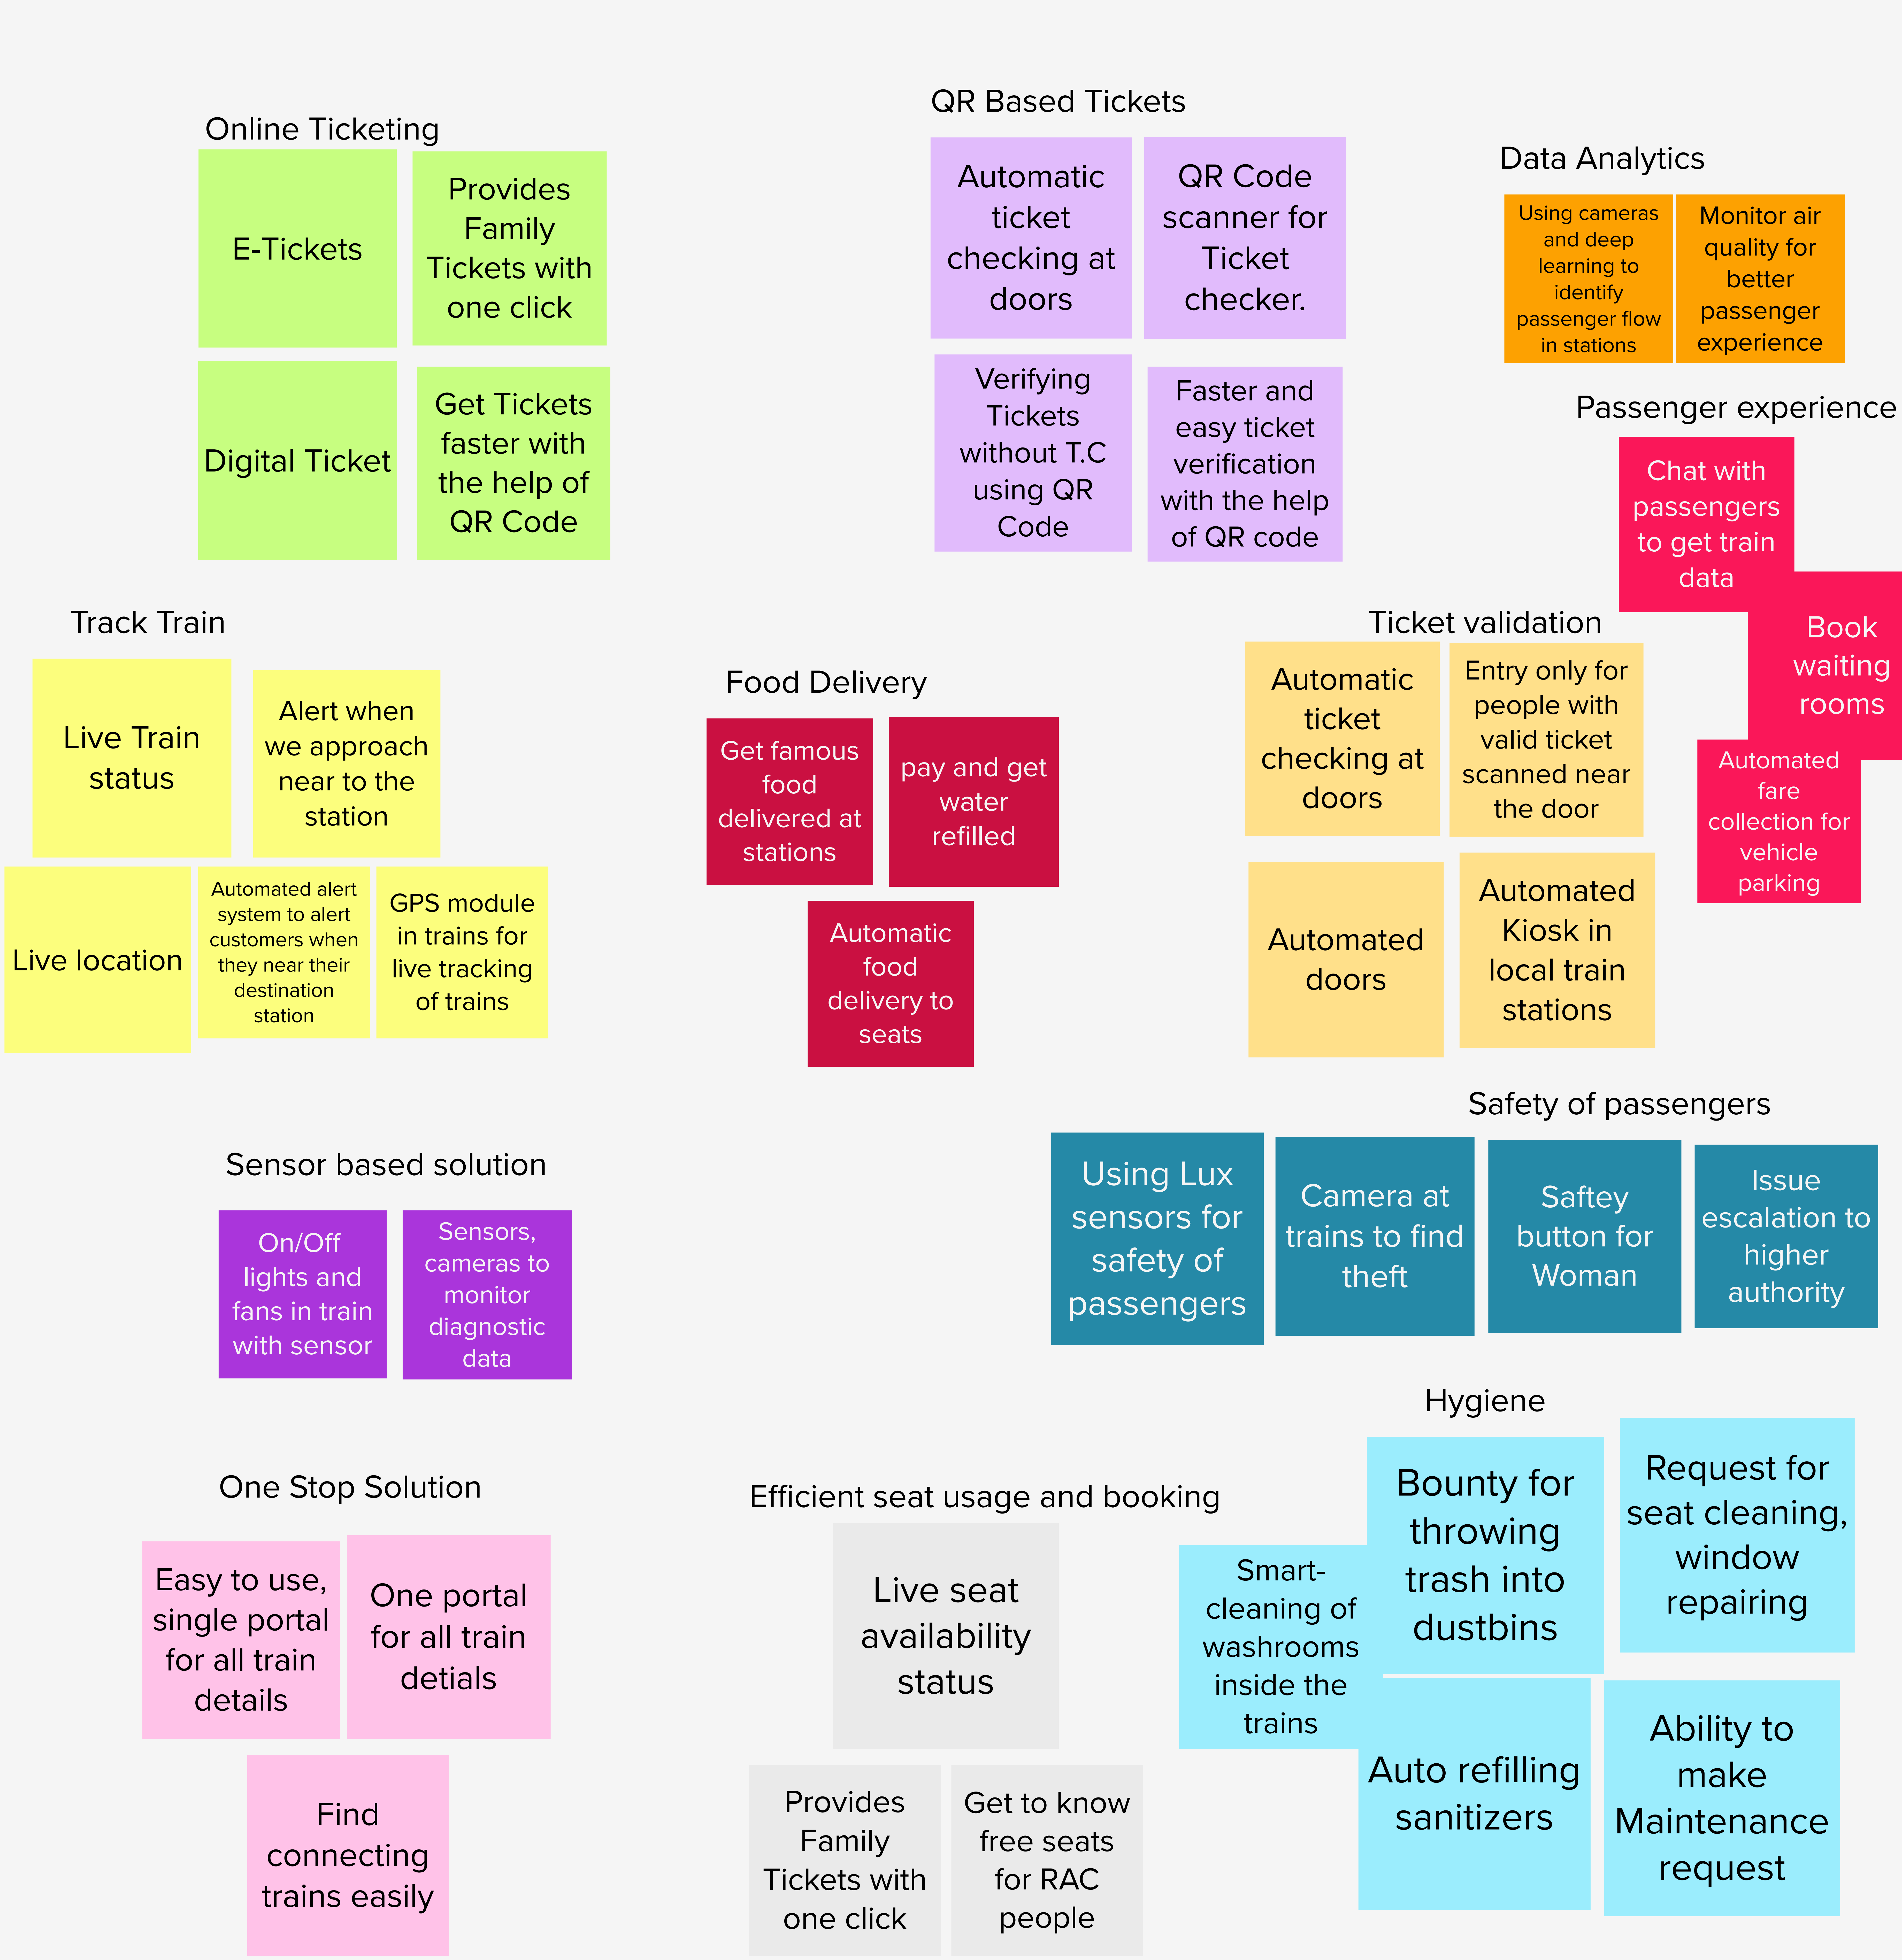 Online Ticketing
E-Tickets
Provides
Family
Tickets with
one click
Digital Ticket
Get Tickets
faster with
the help of
QR Code
QR Based Tickets
Automatic
ticket
checking at
doors
QR Code
scanner for
Ticket
checker.
Verifying
Tickets
without T.C
using QR
Code
Faster and
easy ticket
verification
with the help
of QR code
Data Analytics
Using cameras
and deep
learning to
identify
passenger flow
in stations
Monitor air
quality for
better
passenger
experience
Passenger experience
Chat with
passengers
to get train
data
Book
waiting
rooms
Automated
fare
collection for
vehicle
parking
Track Train
Live Train
status
Alert when
we approach
near to the
station
Live location
Automated alert
system to alert
customers when
they near their
destination
station
GPS module
in trains for
live tracking
of trains
Food Delivery
Get famous
food
delivered at
stations
pay and get
water
refilled
Automatic
food
delivery to
seats
Ticket validation
Automatic
ticket
checking at
doors
Entry only for
people with
valid ticket
scanned near
the door
Automated
doors
Automated
Kiosk in
local train
stations
Safety of passengers
Using Lux
sensors for
safety of
passengers
Camera at
trains to find
theft
Saftey
button for
Woman
Issue
escalation to
higher
authority
Sensor based solution
On/Off
lights and
fans in train
with sensor
Sensors,
cameras to
monitor
diagnostic
data
Hygiene
Bounty for
throwing
trash into
dustbins
Request for
seat cleaning,
window
repairing
Smart-
cleaning of
washrooms
inside the
trains
Auto refilling
sanitizers
Ability to
make
Maintenance
request
One Stop Solution
Easy to use,
single portal
for all train
details
One portal
for all train
detials
Find
connecting
trains easily
Efficient seat usage and booking
Live seat
availability
status
Provides
Family
Tickets with
one click
Get to know
free seats
for RAC
people